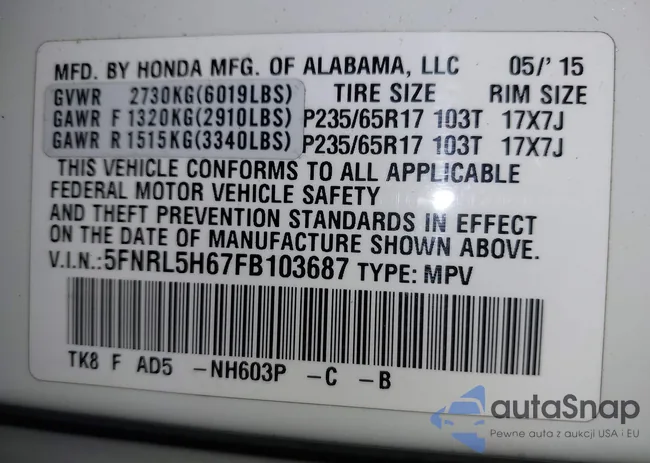 MFD. BY HONDA MFG. OF ALABAMA, LLC 05/' 15
GVWR 2730KG(6019LBS) TIRE SIZE RIM SIZE
GAWR F 1320KG(2910LBS) P235/65R17 103T 17X7J
GAWR R 1515KG(3340LBS) P235/65R17 103T 17X7J
THIS VEHICLE CONFORMS TO ALL APPLICABLE
FEDERAL MOTOR VEHICLE SAFETY
AND THEFT PREVENTION STANDARDS IN EFFECT
ON THE DATE OF MANUFACTURE SHOWN ABOVE.
V.I.N.:5FNRL5H67FB103687 TYPE: MPV
TK8 F AD5 -NH603P -C -B
autaSnap
Pewne auta z aukcji USA i EU